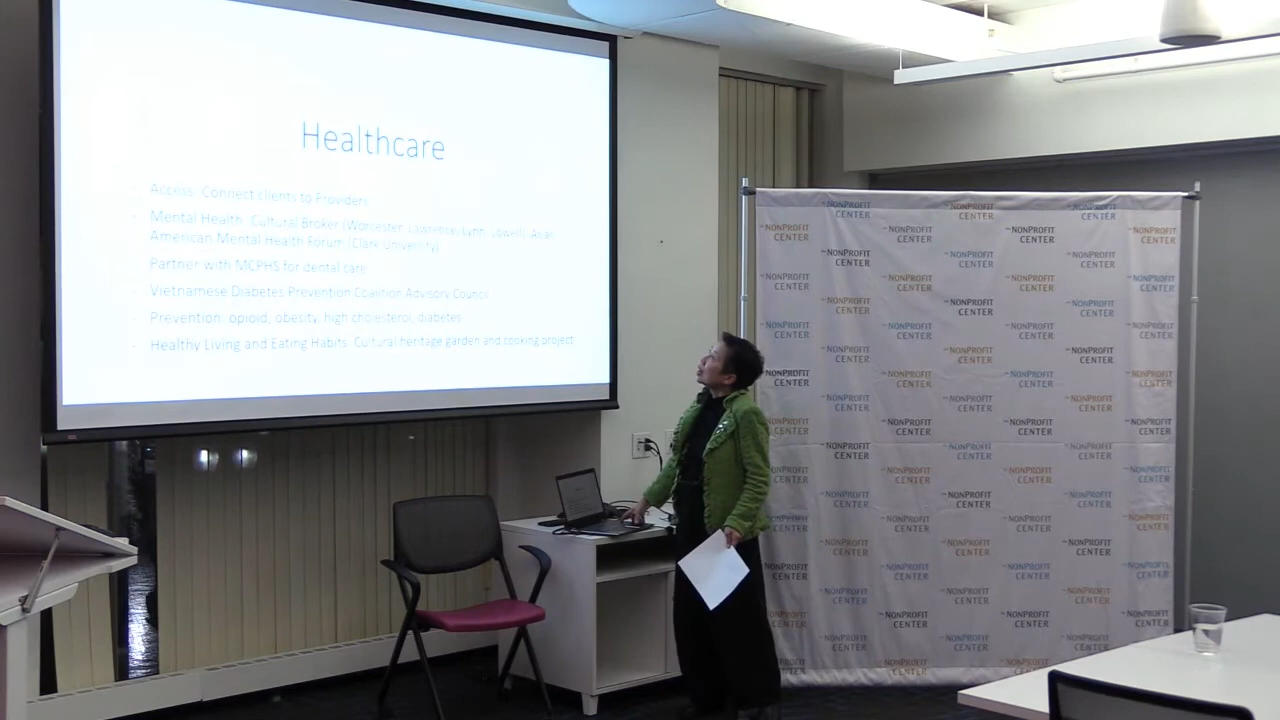 Healthcare
Access: Connect clients to Providers
Mental Health: Cultural Broker (Worcester, Lawrence, Lynn, Lowell), Asian
American Mental Health Forum (Clark University)
Partner with MCPHS for dental care
Vietnamese Diabetes Prevention Coalition Advisory Council
Prevention: opioid, obesity, high cholesterol, diabetes
Healthy Living and Eating Habits: Cultural heritage garden and cooking project
THE NONPROFIT
CENTER